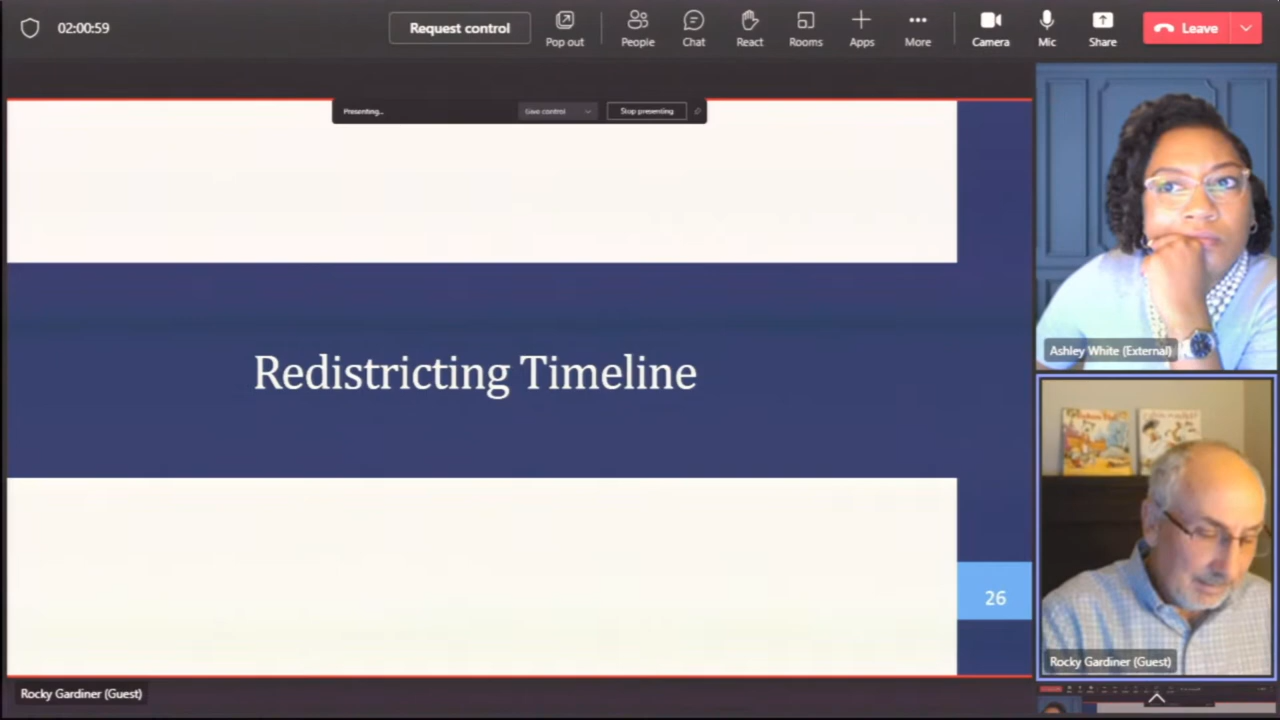 02:00:59
Request control
Pop out
People
Chat
React
Rooms
Apps
More
Camera
Mic
Share
Leave
Presenting...
Give control
Stop presenting
Redistricting Timeline
26
Ashley White (External)
Rocky Gardiner (Guest)
Rocky Gardiner (Guest)